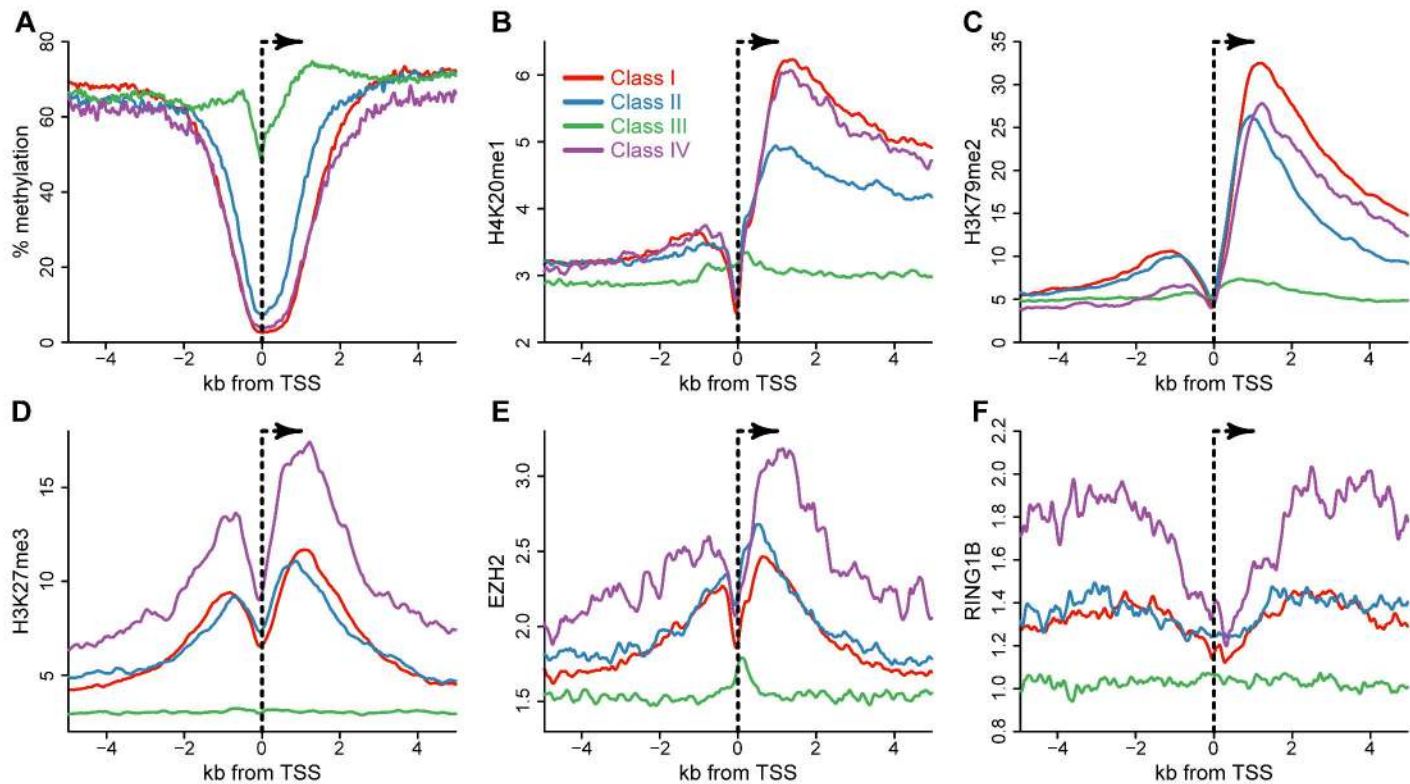 A
% methylation
80
60
40
20
0
−4 −2 0 2 4
kb from TSS
B
H4K20me1
6
5
4
3
2
Class I
Class II
Class III
Class IV
−4 −2 0 2 4
kb from TSS
C
H3K79me2
35
30
25
20
15
10
5
0
−4 −2 0 2 4
kb from TSS
D
H3K27me3
15
10
5
−4 −2 0 2 4
kb from TSS
E
EZH2
3.0
2.5
2.0
1.5
−4 −2 0 2 4
kb from TSS
F
RING1B
2.2
2.0
1.8
1.6
1.4
1.2
1.0
0.8
−4 −2 0 2 4
kb from TSS